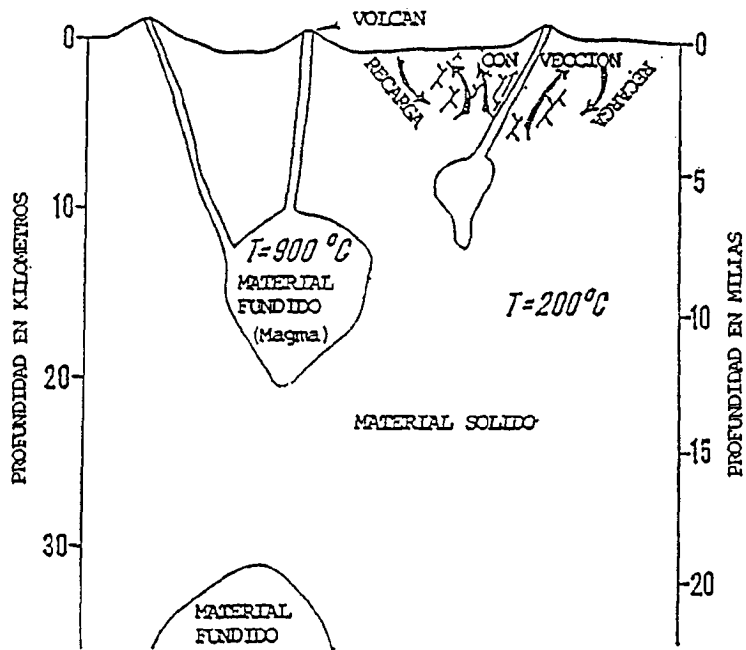 VOLCAN
0
0
CON VECCION
RECARGA
RECARGA
5
10
T=900 °C
MATERIAL
FUNDIDO
(Magma)
T=200°C
10
20
MATERIAL SOLIDO
15
30
20
MATERIAL
FUNDIDO
PROFUNDIDAD EN KILOMETROS
PROFUNDIDAD EN MILLAS